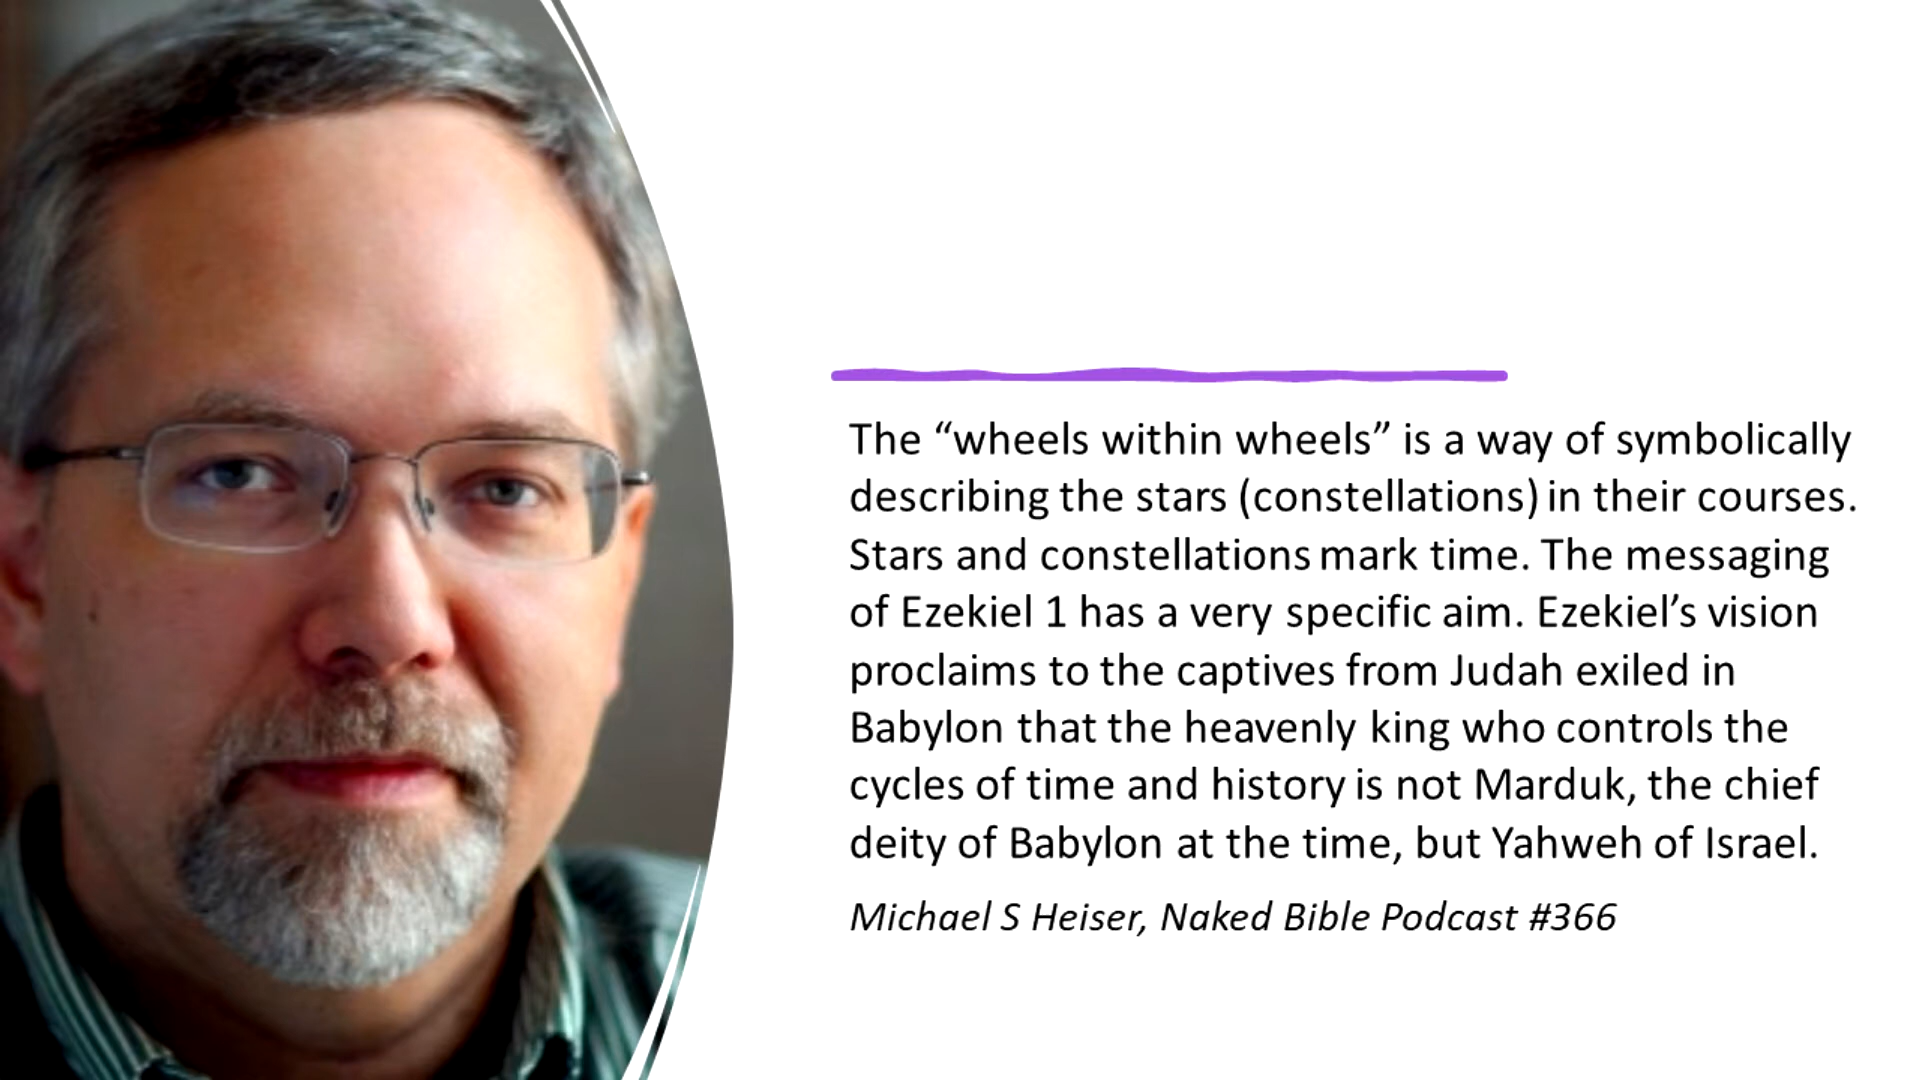 The “wheels within wheels” is a way of symbolically
describing the stars (constellations) in their courses.
Stars and constellations mark time. The messaging
of Ezekiel 1 has a very specific aim. Ezekiel’s vision
proclaims to the captives from Judah exiled in
Babylon that the heavenly king who controls the
cycles of time and history is not Marduk, the chief
deity of Babylon at the time, but Yahweh of Israel.
Michael S Heiser, Naked Bible Podcast #366